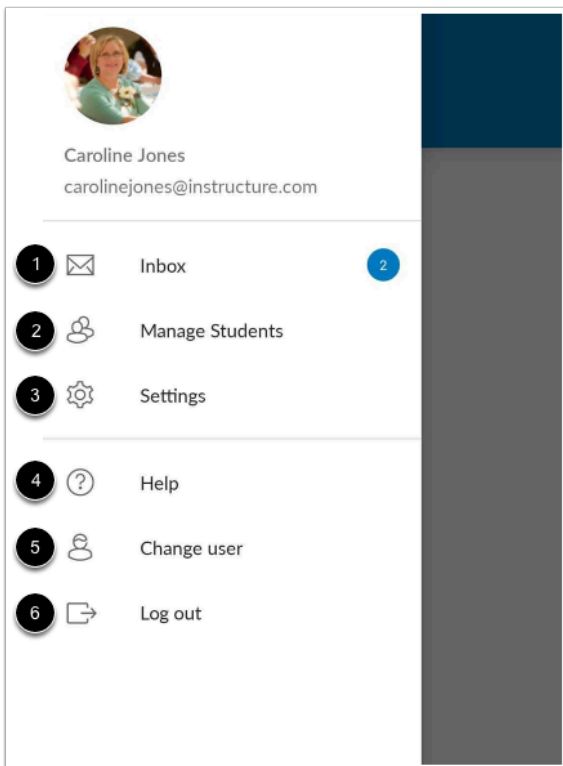 Caroline Jones
carolinejones@instructure.com
1 Inbox 2
2 Manage Students
3 Settings
4 ? Help
5 Change user
6 Log out